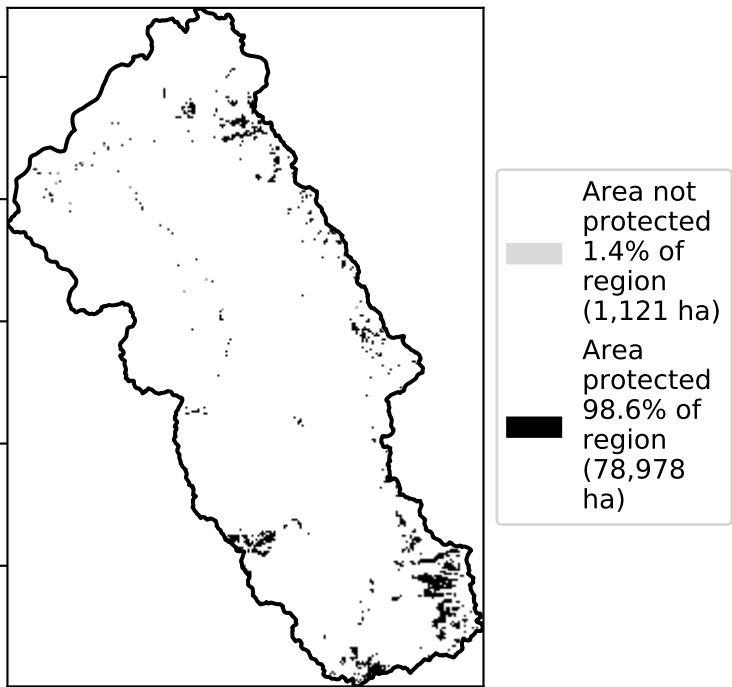 Area not
protected
1.4% of
region
(1,121 ha)
Area
protected
98.6% of
region
(78,978
ha)